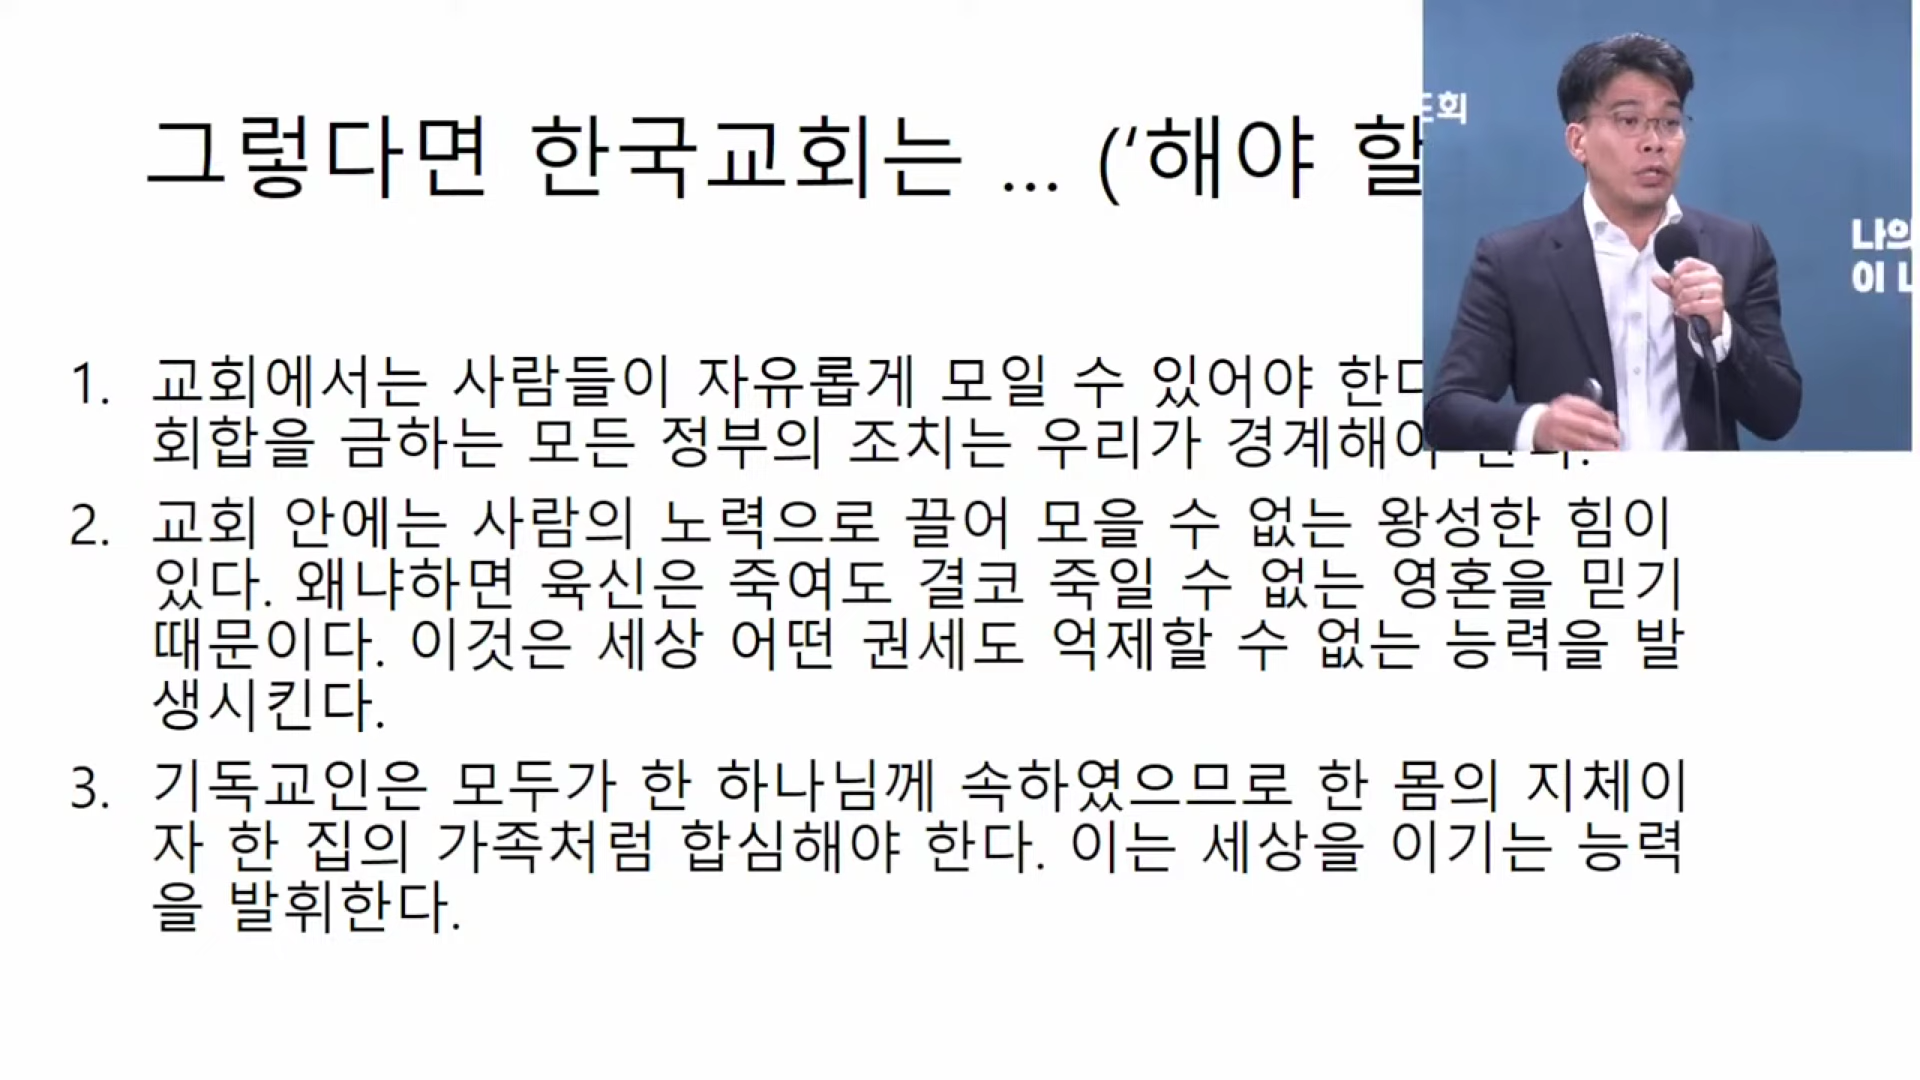 그렇다면 한국교회는 ... (‘해야 할
도회
나의
이 나
1. 교회에서는 사람들이 자유롭게 모일 수 있어야 한다
회합을 금하는 모든 정부의 조치는 우리가 경계해야 한다.
2. 교회 안에는 사람의 노력으로 끌어 모을 수 없는 왕성한 힘이
있다. 왜냐하면 육신은 죽여도 결코 죽일 수 없는 영혼을 믿기
때문이다. 이것은 세상 어떤 권세도 억제할 수 없는 능력을 발
생시킨다.
3. 기독교인은 모두가 한 하나님께 속하였으므로 한 몸의 지체이
자 한 집의 가족처럼 합심해야 한다. 이는 세상을 이기는 능력
을 발휘한다.